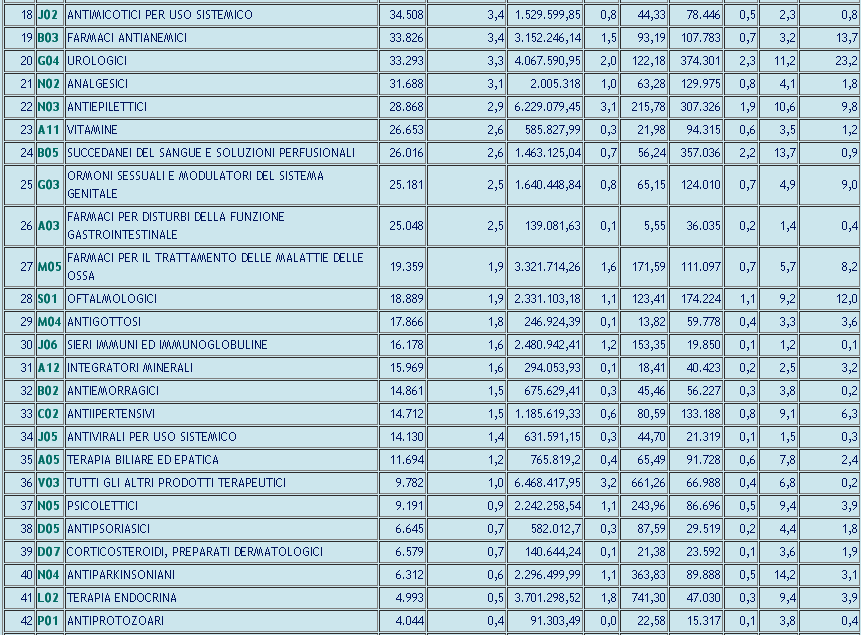 18 J02 ANTIMICOTICI PER USO SISTEMICO 34.508 3,4 1.529.599,85 0,8 44,33 78.446 0,5 2,3 0,8
19 B03 FARMACI ANTIANEMICI 33.826 3,4 3.152.246,14 1,5 93,19 107.783 0,7 3,2 13,7
20 G04 UROLOGICI 33.293 3,3 4.067.590,95 2,0 122,18 374.301 2,3 11,2 23,2
21 N02 ANALGESICI 31.688 3,1 2.005.318 1,0 63,28 129.975 0,8 4,1 1,8
22 N03 ANTIEPILETTICI 28.868 2,9 6.229.079,45 3,1 215,78 307.326 1,9 10,6 9,8
23 A11 VITAMINE 26.653 2,6 585.827,99 0,3 21,98 94.315 0,6 3,5 1,2
24 B05 SUCCEDANEI DEL SANGUE E SOLUZIONI PERFUSIONALI 26.016 2,6 1.463.125,04 0,7 56,24 357.036 2,2 13,7 0,9
25 G03 ORMONI SESSUALI E MODULATORI DEL SISTEMA
GENITALE 25.181 2,5 1.640.448,84 0,8 65,15 124.010 0,7 4,9 9,0
26 A03 FARMACI PER DISTURBI DELLA FUNZIONE
GASTROINTESTINALE 25.048 2,5 139.081,63 0,1 5,55 36.035 0,2 1,4 0,4
27 M05 FARMACI PER IL TRATTAMENTO DELLE MALATTIE DELLE
OSSA 19.359 1,9 3.321.714,26 1,6 171,59 111.097 0,7 5,7 8,2
28 S01 OFTALMOLOGICI 18.889 1,9 2.331.103,18 1,1 123,41 174.224 1,1 9,2 12,0
29 M04 ANTIGOTTOSI 17.866 1,8 246.924,39 0,1 13,82 59.778 0,4 3,3 3,6
30 J06 SIERI IMMUNI ED IMMUNOGLOBULINE 16.178 1,6 2.480.942,41 1,2 153,35 19.850 0,1 1,2 0,1
31 A12 INTEGRATORI MINERALI 15.969 1,6 294.053,93 0,1 18,41 40.423 0,2 2,5 3,2
32 B02 ANTIEMORRAGICI 14.861 1,5 675.629,41 0,3 45,46 56.227 0,3 3,8 0,2
33 C02 ANTIIPERTENSIVI 14.712 1,5 1.185.619,33 0,6 80,59 133.188 0,8 9,1 6,3
34 J05 ANTIVIRALI PER USO SISTEMICO 14.130 1,4 631.591,15 0,3 44,70 21.319 0,1 1,5 0,3
35 A05 TERAPIA BILIARE ED EPATICA 11.694 1,2 765.819,2 0,4 65,49 91.728 0,6 7,8 2,4
36 V03 TUTTI GLI ALTRI PRODOTTI TERAPEUTICI 9.782 1,0 6.468.417,95 3,2 661,26 66.988 0,4 6,8 0,2
37 N05 PSICOLETTICI 9.191 0,9 2.242.258,54 1,1 243,96 86.696 0,5 9,4 3,9
38 D05 ANTIPSORIASICI 6.645 0,7 582.012,7 0,3 87,59 29.519 0,2 4,4 1,8
39 D07 CORTICOSTEROIDI, PREPARATI DERMATOLOGICI 6.579 0,7 140.644,24 0,1 21,38 23.592 0,1 3,6 1,9
40 N04 ANTIPARKINSONIANI 6.312 0,6 2.296.499,99 1,1 363,83 89.888 0,5 14,2 3,1
41 L02 TERAPIA ENDOCRINA 4.993 0,5 3.701.298,52 1,8 741,30 47.030 0,3 9,4 3,9
42 P01 ANTIPROTOZOARI 4.044 0,4 91.303,49 0,0 22,58 15.317 0,1 3,8 0,4